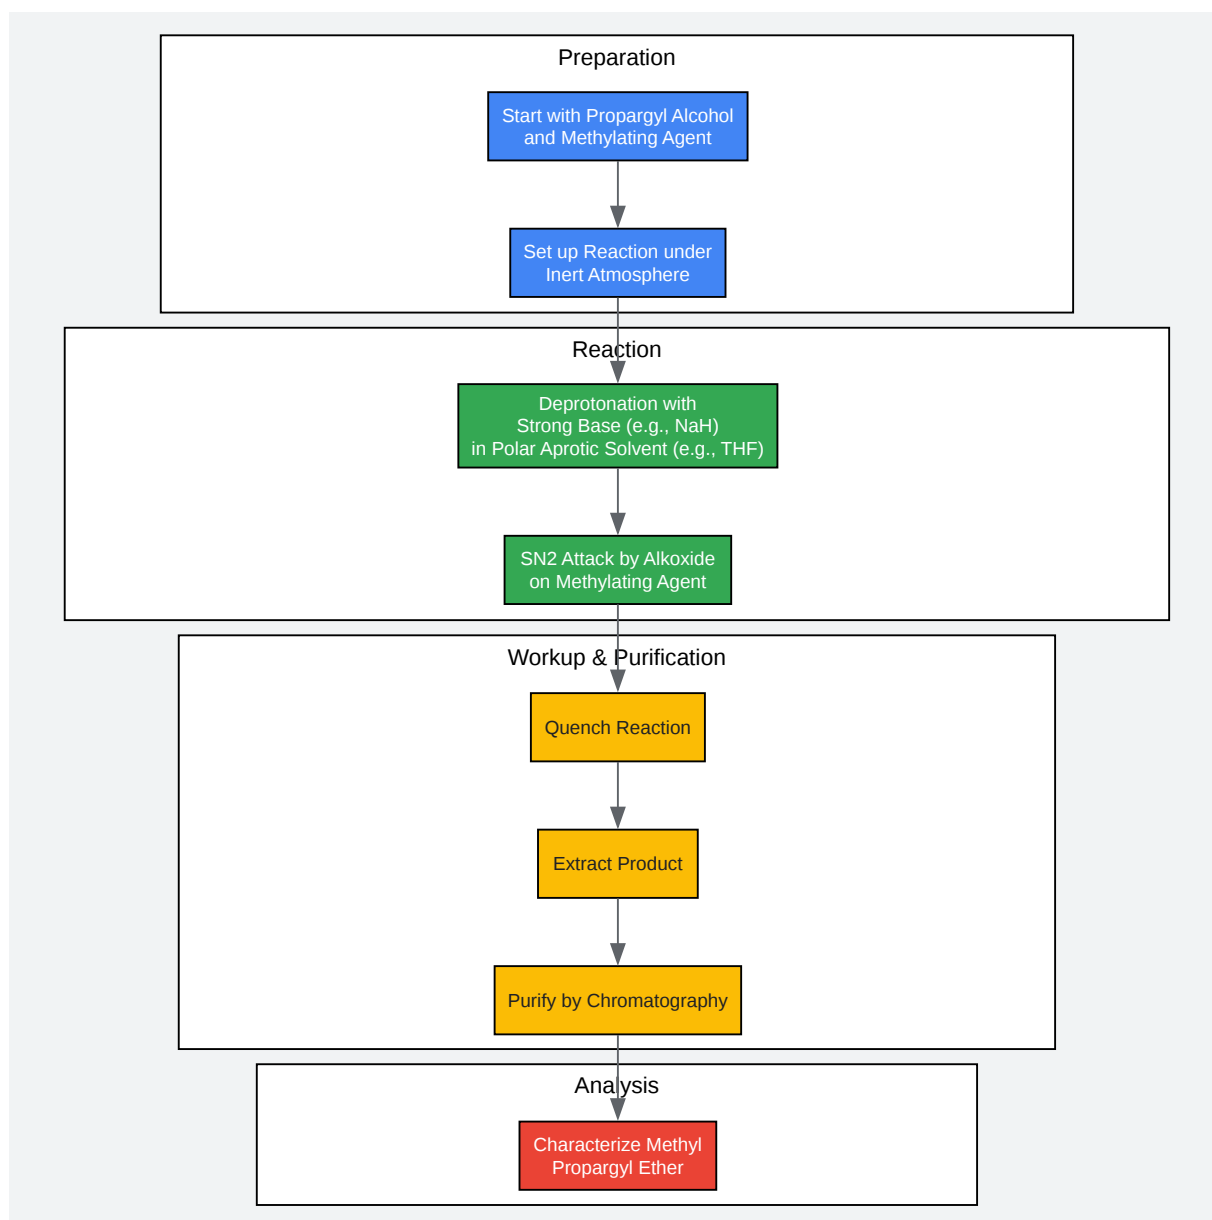 Preparation
Start with Propargyl Alcohol
and Methylating Agent
Set up Reaction under
Inert Atmosphere
Reaction
Deprotonation with
Strong Base (e.g., NaH)
in Polar Aprotic Solvent (e.g., THF)
SN2 Attack by Alkoxide
on Methylating Agent
Workup & Purification
Quench Reaction
Extract Product
Purify by Chromatography
Analysis
Characterize Methyl
Propargyl Ether